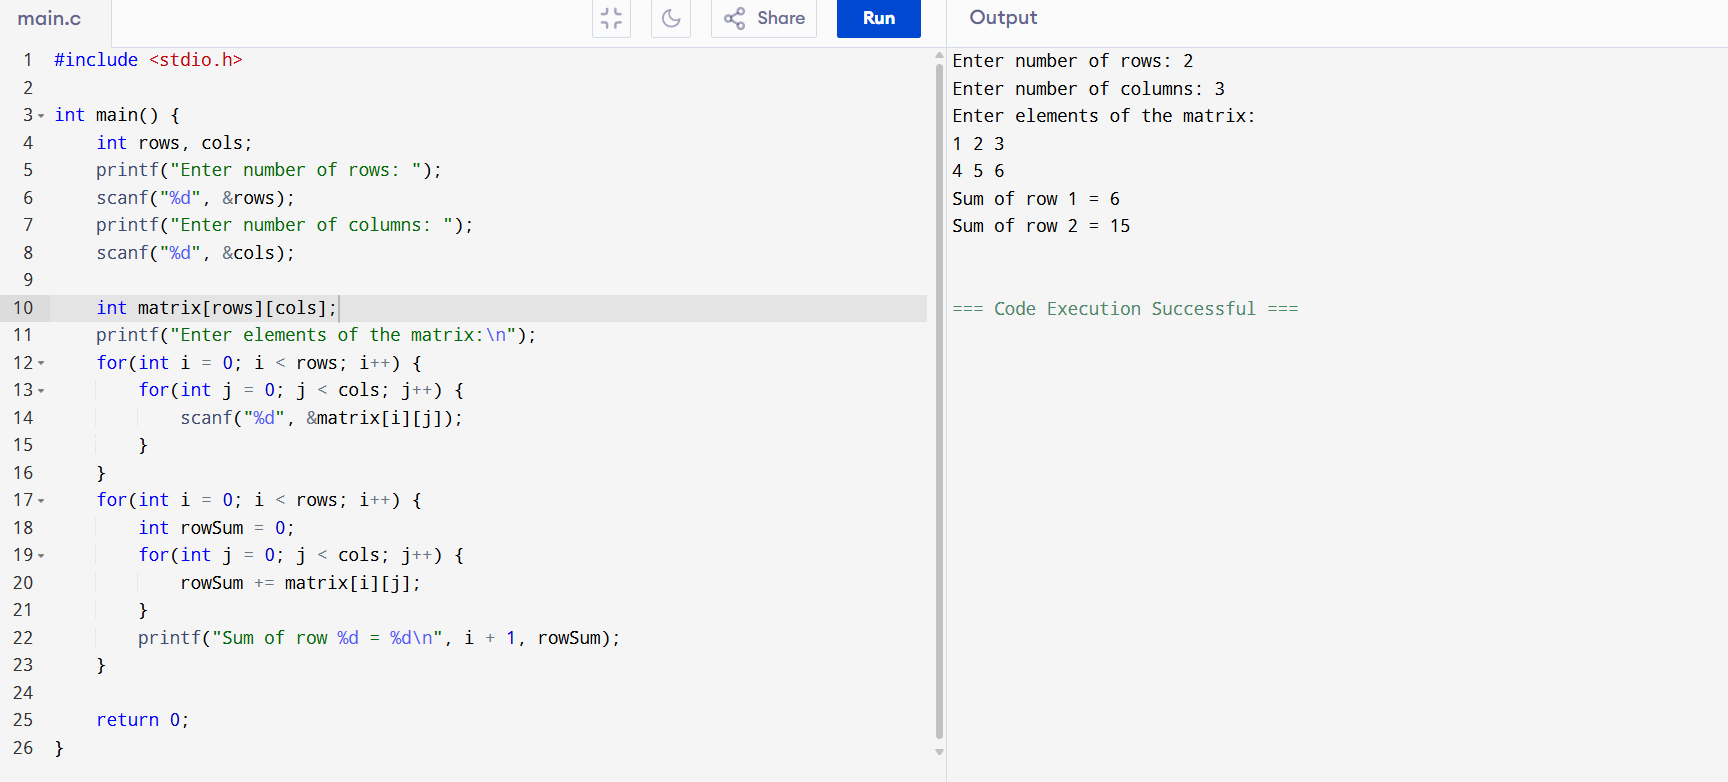 main.c
Share
Run
Output
1 #include <stdio.h>
2
3 int main() {
4     int rows, cols;
5     printf("Enter number of rows: ");
6     scanf("%d", &rows);
7     printf("Enter number of columns: ");
8     scanf("%d", &cols);
9
10     int matrix[rows][cols];
11     printf("Enter elements of the matrix:\n");
12     for(int i = 0; i < rows; i++) {
13         for(int j = 0; j < cols; j++) {
14             scanf("%d", &matrix[i][j]);
15         }
16     }
17     for(int i = 0; i < rows; i++) {
18         int rowSum = 0;
19         for(int j = 0; j < cols; j++) {
20             rowSum += matrix[i][j];
21         }
22         printf("Sum of row %d = %d\n", i + 1, rowSum);
23     }
24
25     return 0;
26 }
Enter number of rows: 2
Enter number of columns: 3
Enter elements of the matrix:
1 2 3
4 5 6
Sum of row 1 = 6
Sum of row 2 = 15
=== Code Execution Successful ===